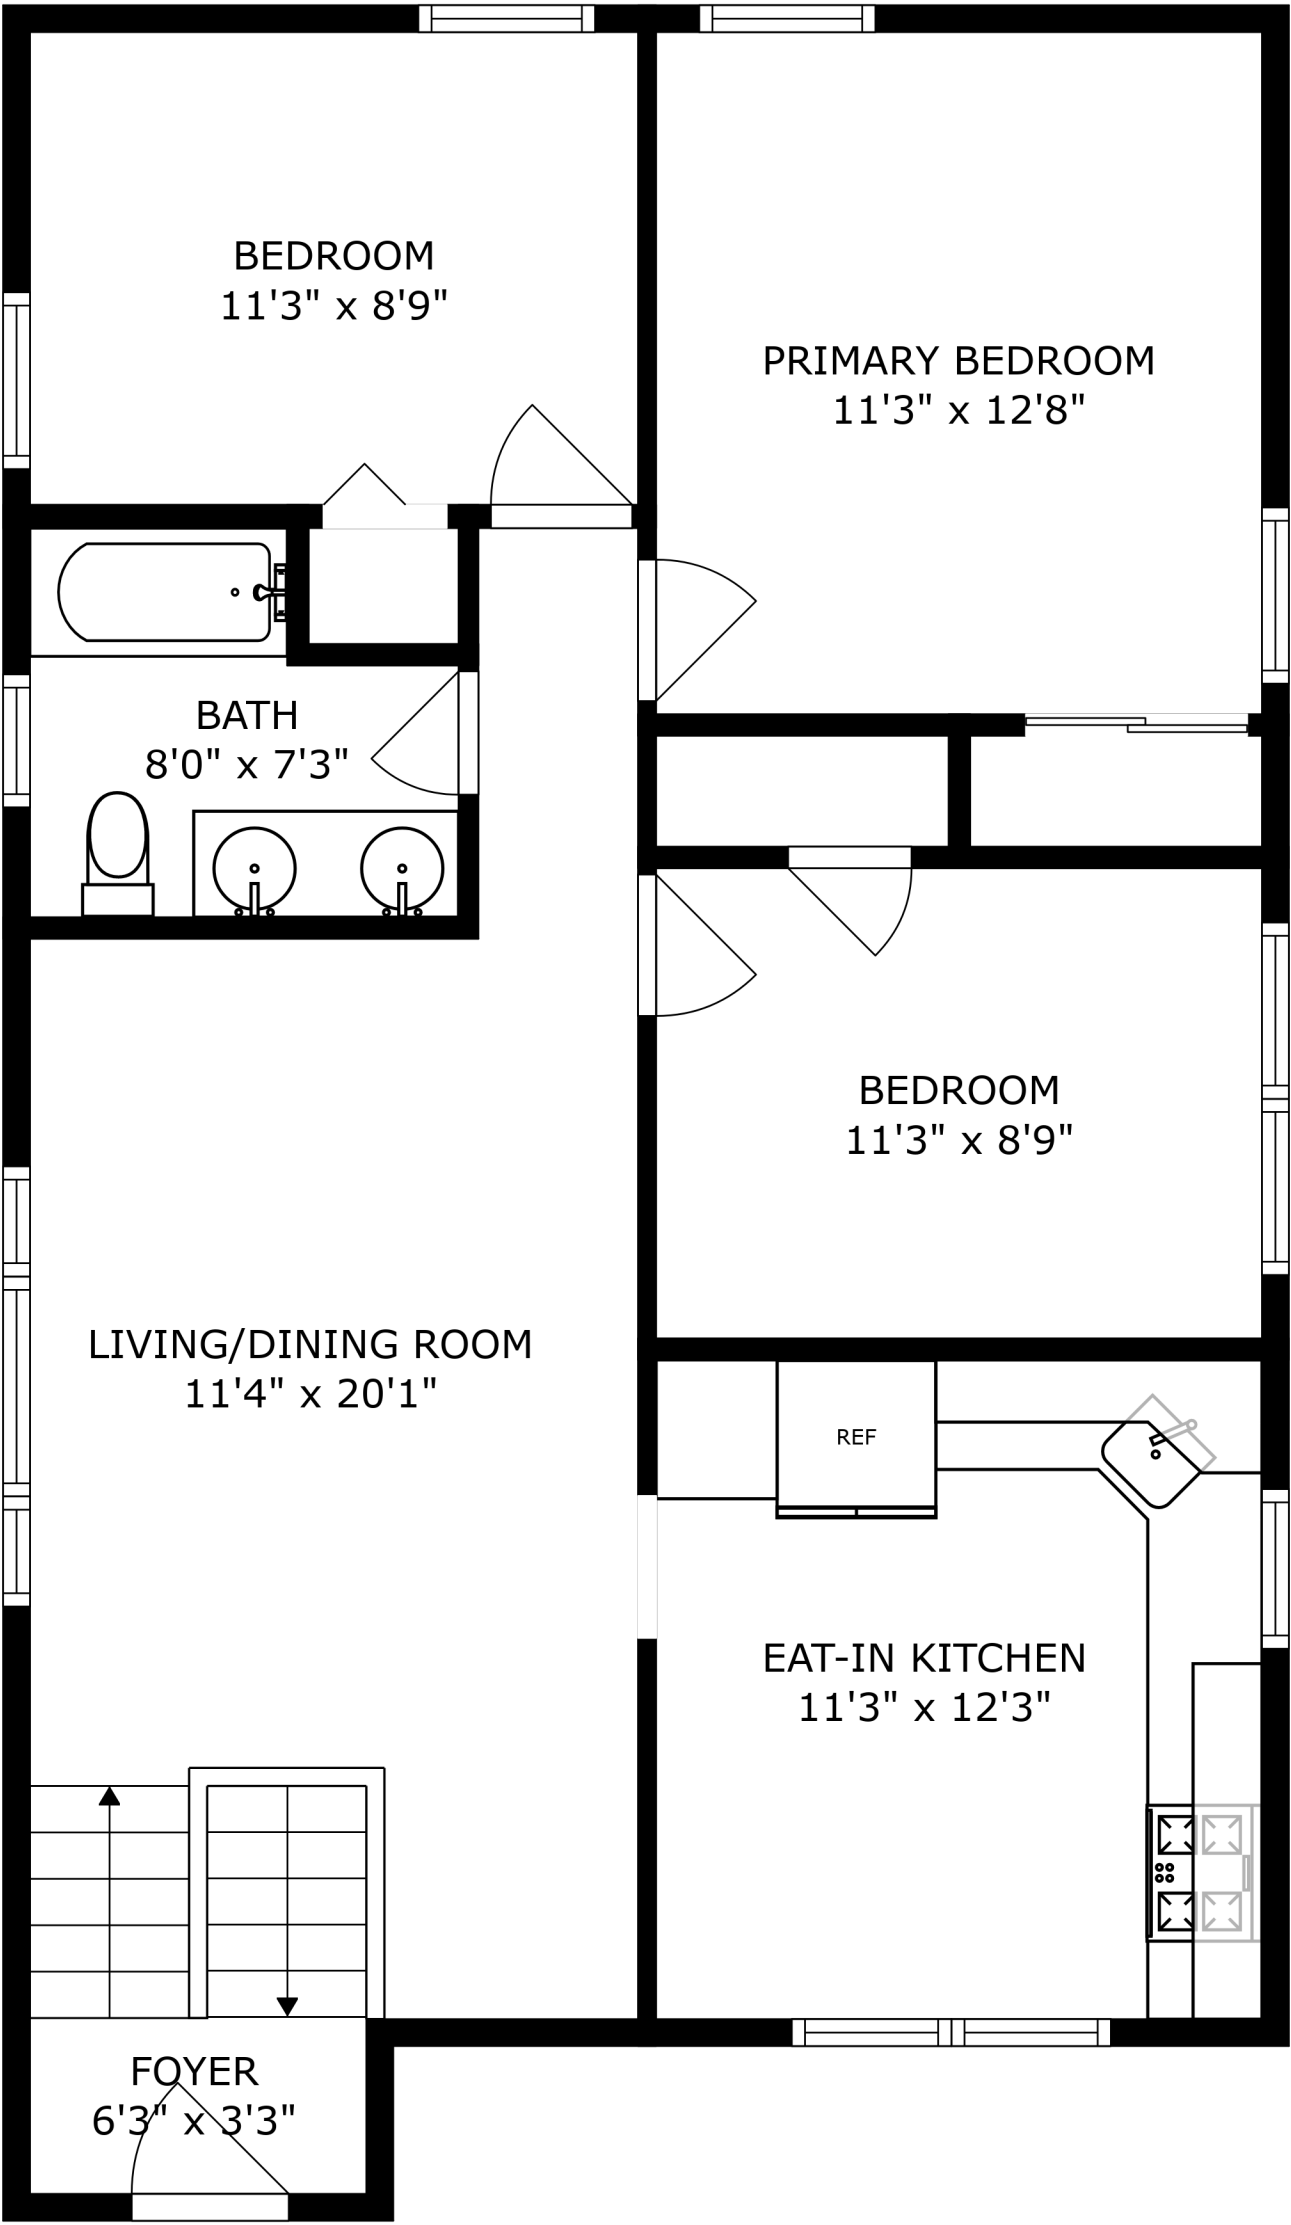 BEDROOM
11'3" x 8'9"
PRIMARY BEDROOM
11'3" x 12'8"
BATH
8'0" x 7'3"
BEDROOM
11'3" x 8'9"
LIVING/DINING ROOM
11'4" x 20'1"
REF
EAT-IN KITCHEN
11'3" x 12'3"
FOYER
6'3" x 3'3"